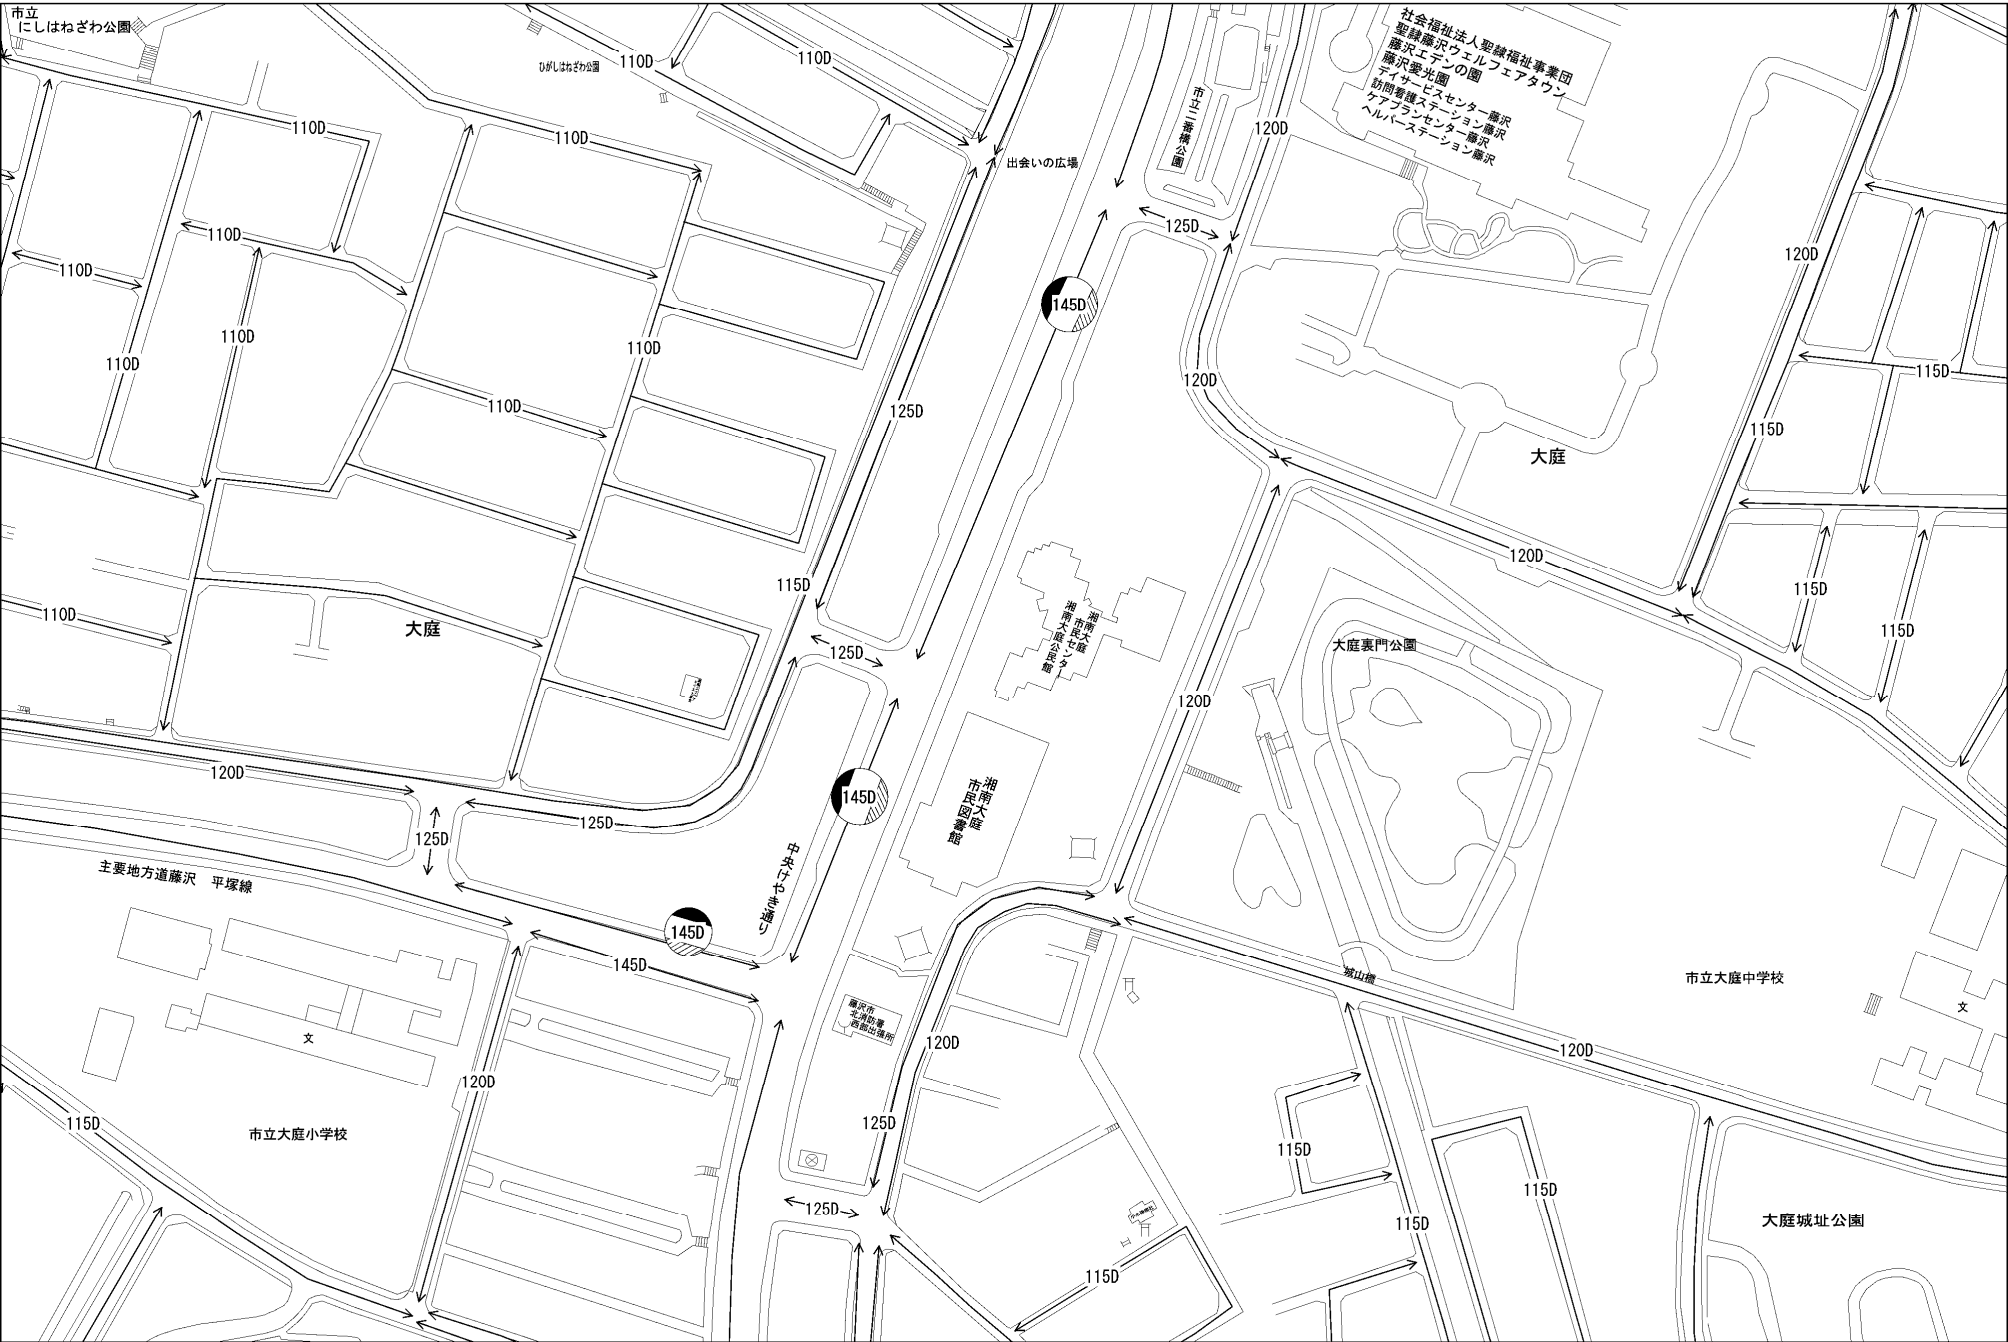 市立
にしはねざわ公園
ひがしはねざわ公園
110D
110D
市立二番構公園
社会福祉法人聖隷福祉事業団
聖隷藤沢ウェルフェアタウン
藤沢エデンの園
藤沢愛光園
デイサービスセンター藤沢
訪問看護ステーション藤沢
ケアプランセンター藤沢
ヘルパーステーション藤沢
110D
110D
120D
出会いの広場
110D
125D
110D
120D
145D
110D
110D
110D
115D
120D
110D
125D
115D
大庭
120D
115D
115D
110D
大庭
115D
125D
湘南大庭
市民センター
湘南大庭公民館
大庭裏門公園
120D
120D
145D
125D
125D
湘南大庭
市民図書館
中央けやき通り
主要地方道藤沢 平塚線
145D
145D
城山橋
市立大庭中学校
文
藤沢市
北消防署
西部出張所
文
120D
120D
120D
115D
125D
市立大庭小学校
115D
115D
125D
115D
大庭城址公園
115D